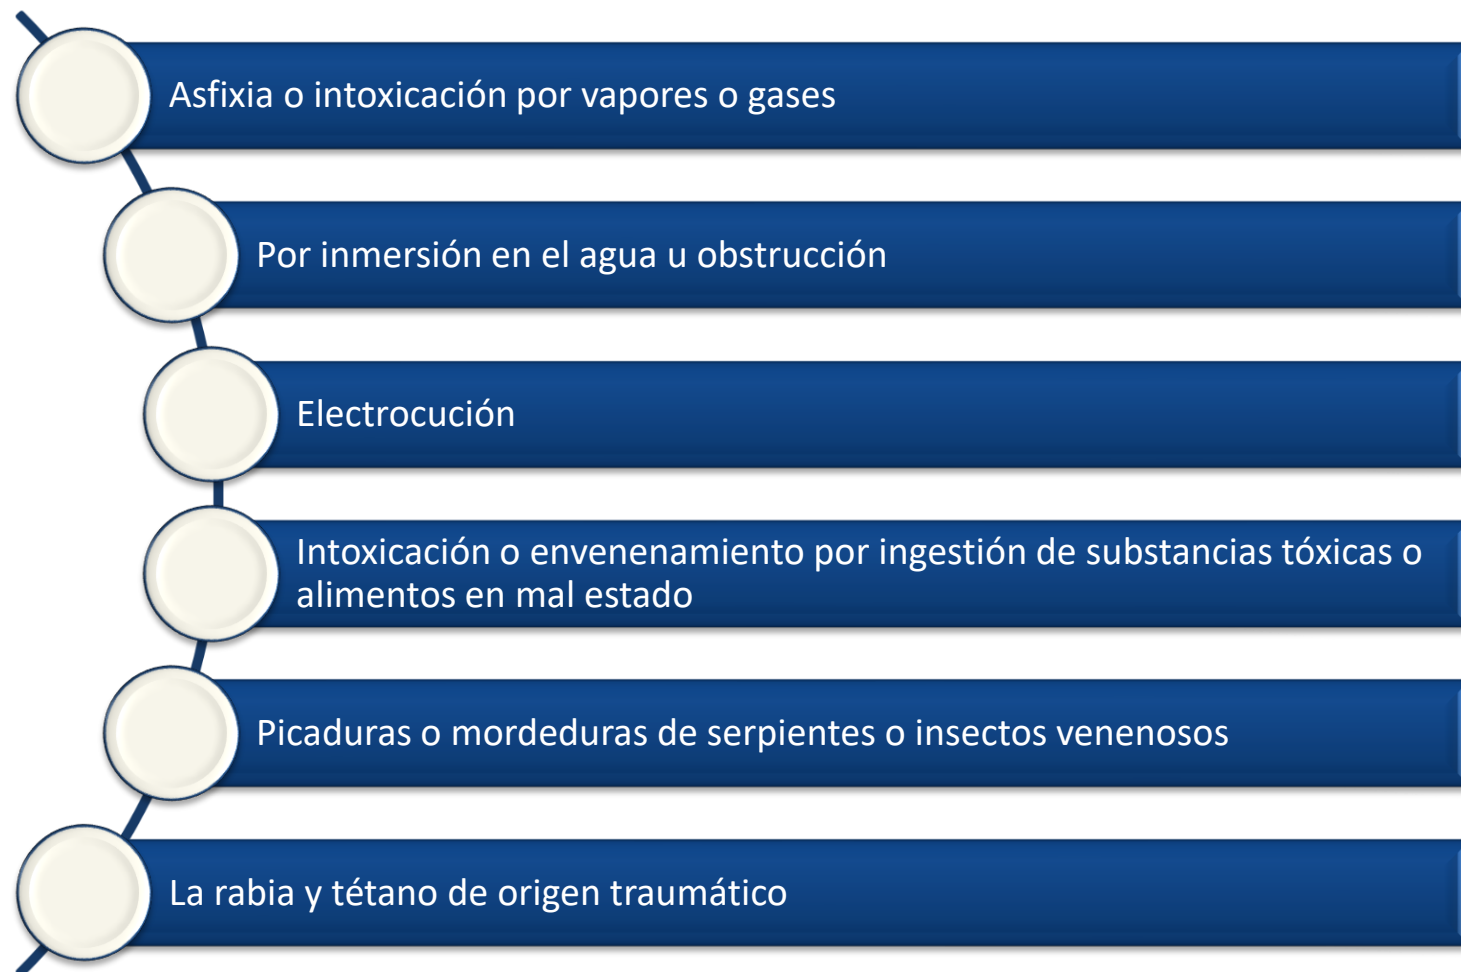 Asfixia o intoxicación por vapores o gases
Por inmersión en el agua u obstrucción
Electrocución
Intoxicación o envenenamiento por ingestión de substancias tóxicas o
alimentos en mal estado
Picaduras o mordeduras de serpientes o insectos venenosos
La rabia y tétano de origen traumático